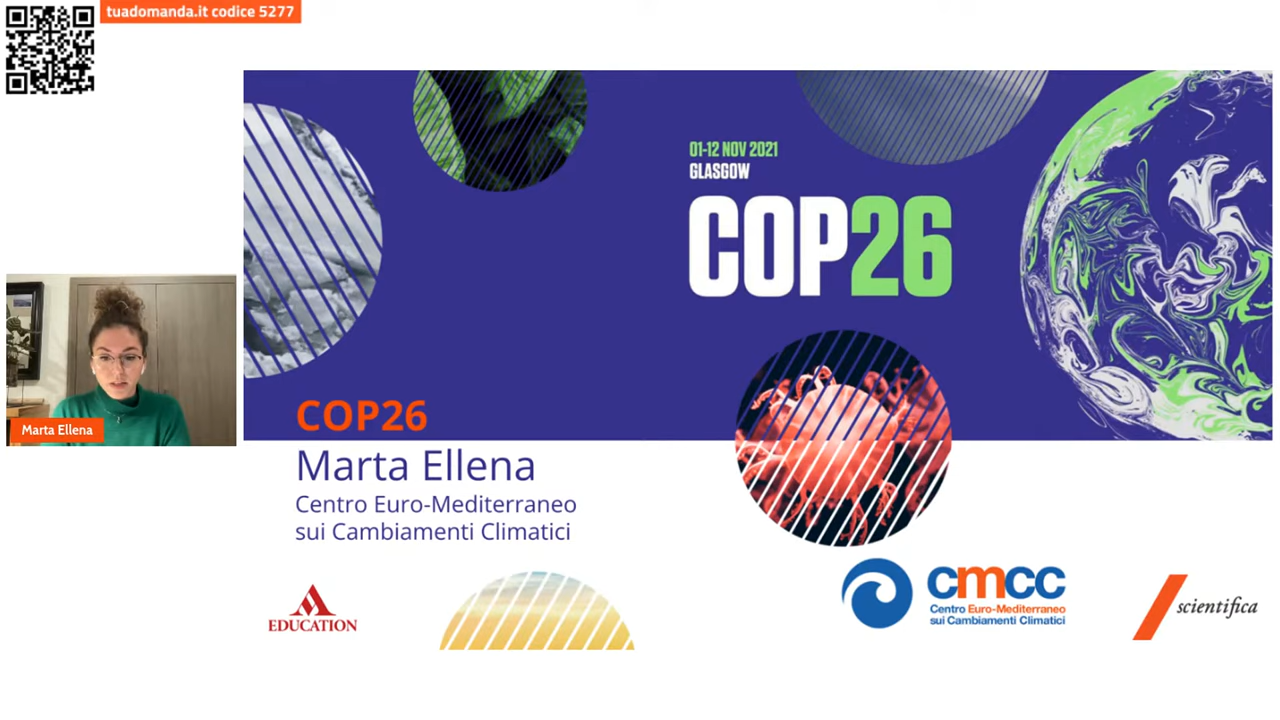 tuadomanda.it codice 5277
01-12 NOV 2021
GLASGOW
COP26
Marta Ellena
COP26
Marta Ellena
Centro Euro-Mediterraneo
sui Cambiamenti Climatici
EDUCATION
cmcc
Centro Euro-Mediterraneo
sui Cambiamenti Climatici
scientifica